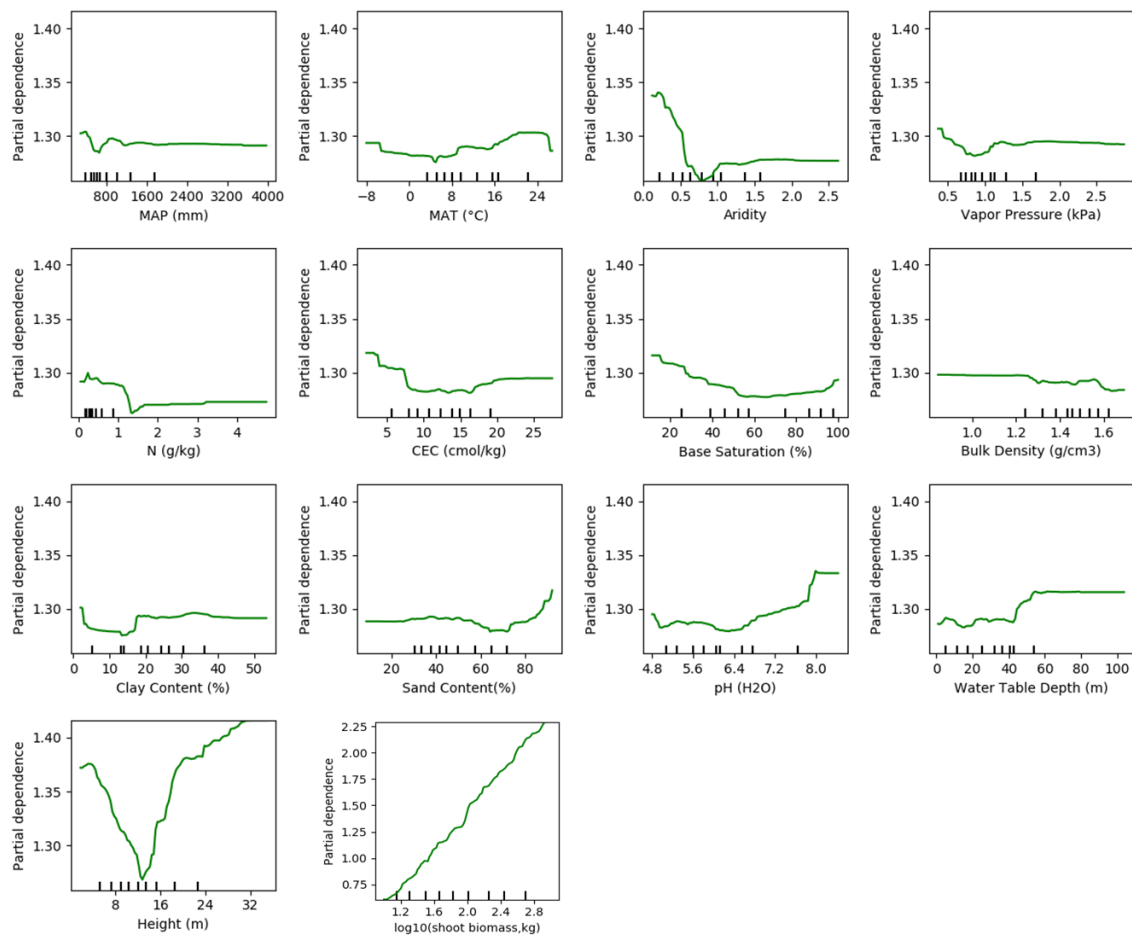 Partial dependence
1.40
1.35
1.30
800 1600 2400 3200 4000
MAP (mm)
Partial dependence
1.40
1.35
1.30
−8 0 8 16 24
MAT (°C)
Partial dependence
1.40
1.35
1.30
0.0 0.5 1.0 1.5 2.0 2.5
Aridity
Partial dependence
1.40
1.35
1.30
0.5 1.0 1.5 2.0 2.5
Vapor Pressure (kPa)
Partial dependence
1.40
1.35
1.30
0 1 2 3 4
N (g/kg)
Partial dependence
1.40
1.35
1.30
5 10 15 20 25
CEC (cmol/kg)
Partial dependence
1.40
1.35
1.30
20 40 60 80 100
Base Saturation (%)
Partial dependence
1.40
1.35
1.30
1.0 1.2 1.4 1.6
Bulk Density (g/cm3)
Partial dependence
1.40
1.35
1.30
0 10 20 30 40 50
Clay Content (%)
Partial dependence
1.40
1.35
1.30
20 40 60 80
Sand Content(%)
Partial dependence
1.40
1.35
1.30
4.8 5.6 6.4 7.2 8.0
pH (H2O)
Partial dependence
1.40
1.35
1.30
0 20 40 60 80 100
Water Table Depth (m)
Partial dependence
1.40
1.35
1.30
8 16 24 32
Height (m)
Partial dependence
2.25
2.00
1.75
1.50
1.25
1.00
0.75
1.2 1.6 2.0 2.4 2.8
log10(shoot biomass,kg)